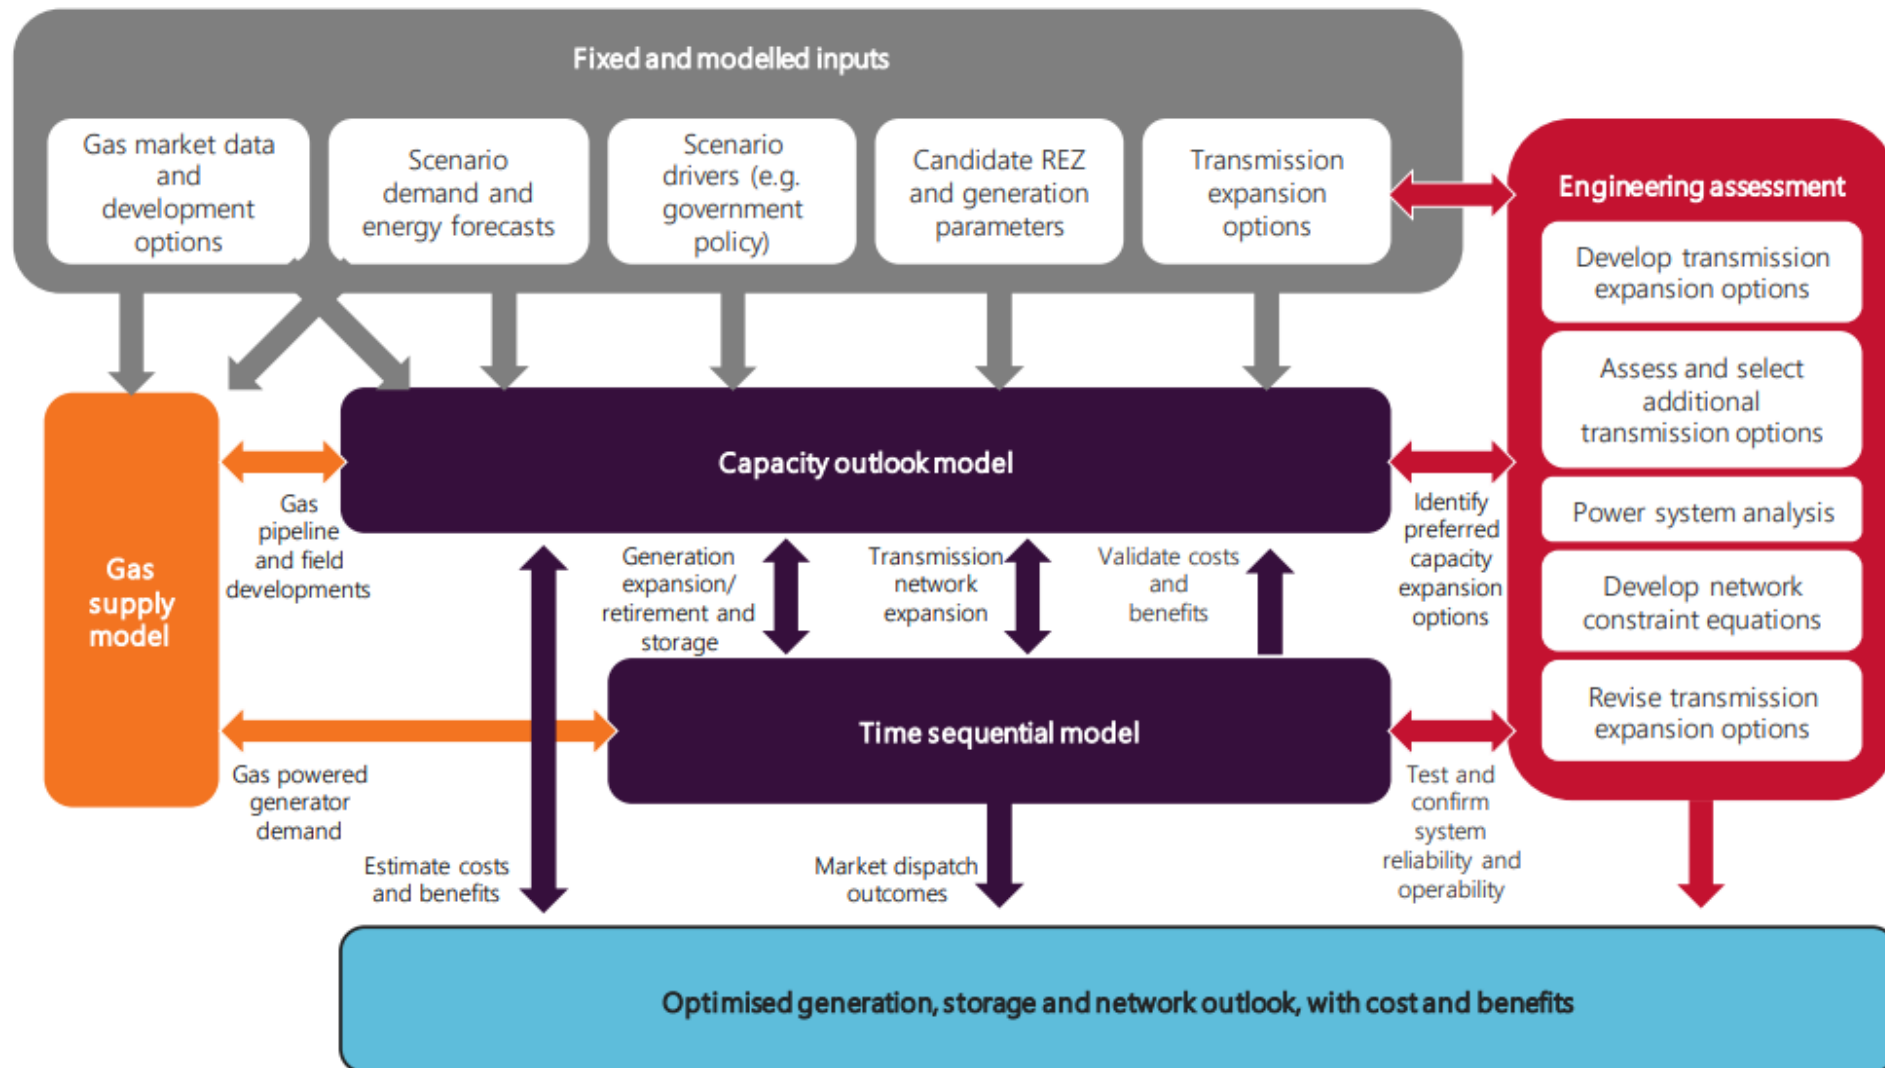 Fixed and modelled inputs
Gas market data
and
development
options
Scenario
demand and
energy forecasts
Scenario
drivers (e.g.
government
policy)
Candidate REZ
and generation
parameters
Transmission
expansion
options
Engineering assessment
Develop transmission
expansion options
Assess and select
additional
transmission options
Power system analysis
Develop network
constraint equations
Revise transmission
expansion options
Capacity outlook model
Gas
supply
model
Gas
pipeline
and field
developments
Generation
expansion/
retirement and
storage
Transmission
network
expansion
Validate costs
and
benefits
Identify
preferred
capacity
expansion
options
Time sequential model
Gas powered
generator
demand
Estimate costs
and benefits
Market dispatch
outcomes
Test and
confirm
system
reliability and
operability
Optimised generation, storage and network outlook, with cost and benefits